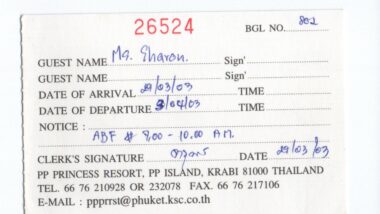 26524
BGL NO. 802
GUEST NAME Ms. Sharon. Sign'
GUEST NAME Sign'
DATE OF ARRIVAL 29/03/03 TIME
DATE OF DEPARTURE 3/04/03 TIME
NOTICE :
ABF # 8.00 - 10.00 A.M.
CLERK'S SIGNATURE DATE 29/03/03
PP PRINCESS RESORT, PP ISLAND, KRABI 81000 THAILAND
TEL. 66 76 210928 OR 232078 FAX. 66 76 217106
E-MAIL : ppprrst@phuket.ksc.co.th